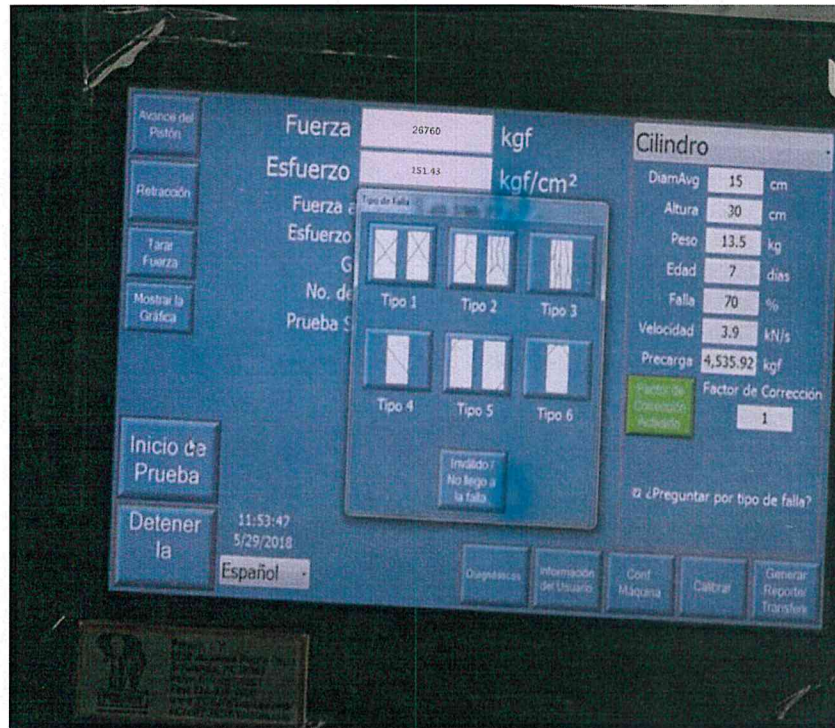 Avance del
Pistón
Retracción
Tarar
Fuerza
Mostrar la
Gráfica
Inicio de
Prueba
Detener
la
11:53:47
5/29/2018
Español
Fuerza 26760 kgf
Esfuerzo 151.43 kgf/cm²
Fuerza a
Esfuerzo
G
No. de
Prueba S
Tipo de Falla
Tipo 1 Tipo 2 Tipo 3
Tipo 4 Tipo 5 Tipo 6
Inválido /
No llego a
la falla
Cilindro
DiamAvg 15 cm
Altura 30 cm
Peso 13.5 kg
Edad 7 dias
Falla 70 %
Velocidad 3.9 kN/s
Precarga 4,535.92 kgf
Factor de
Corrección
Activado
Factor de Corrección
1
¿Preguntar por tipo de falla?
Diagnósticos
Información
del Usuario
Conf
Máquina
Calibrar
Generar
Reporte/
Transferir